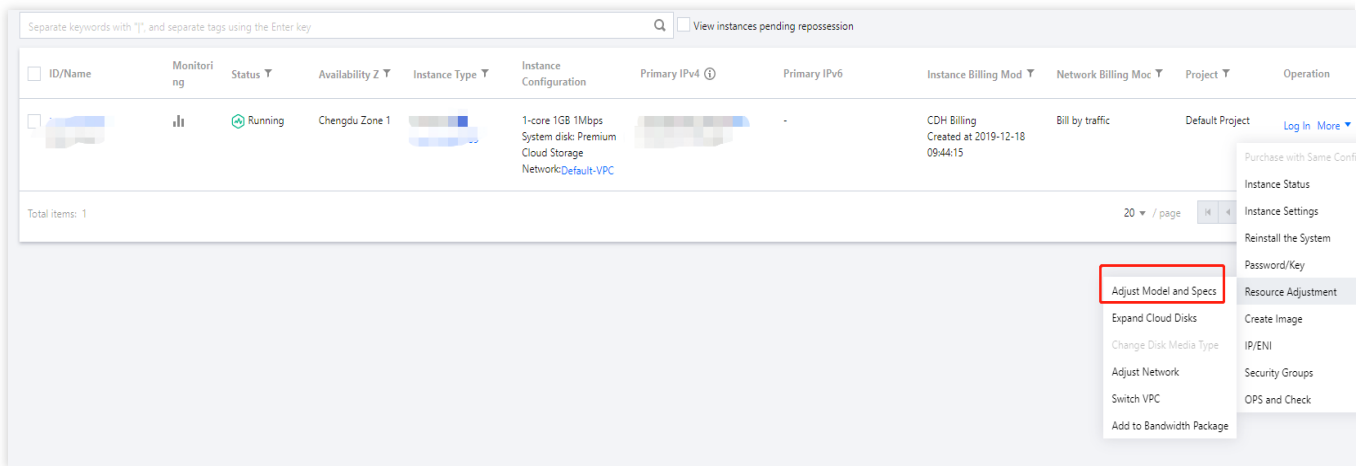 Separate keywords with "|", and separate tags using the Enter key
View instances pending repossession
ID/Name
Monitori
ng
Status
Availability Z
Instance Type
Instance
Configuration
Primary IPv4
Primary IPv6
Instance Billing Mod
Network Billing Moc
Project
Operation
Running
Chengdu Zone 1
1-core 1GB 1Mbps
System disk: Premium
Cloud Storage
Network:Default-VPC
-
CDH Billing
Created at 2019-12-18
09:44:15
Bill by traffic
Default Project
Log In More
Total items: 1
20 / page
Purchase with Same Confi
Instance Status
Instance Settings
Reinstall the System
Password/Key
Resource Adjustment
Create Image
IP/ENI
Security Groups
OPS and Check
Adjust Model and Specs
Expand Cloud Disks
Change Disk Media Type
Adjust Network
Switch VPC
Add to Bandwidth Package